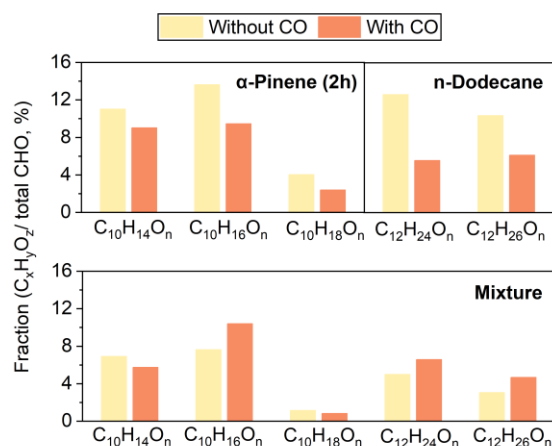 Without CO With CO
Fraction (CₓHᵧO_z/ total CHO, %)
α-Pinene (2h) n-Dodecane
16
12
8
4
0
C₁₀H₁₄Oₙ C₁₀H₁₆Oₙ C₁₀H₁₈Oₙ C₁₂H₂₄Oₙ C₁₂H₂₆Oₙ
Mixture
16
12
8
4
0
C₁₀H₁₄Oₙ C₁₀H₁₆Oₙ C₁₀H₁₈Oₙ C₁₂H₂₄Oₙ C₁₂H₂₆Oₙ